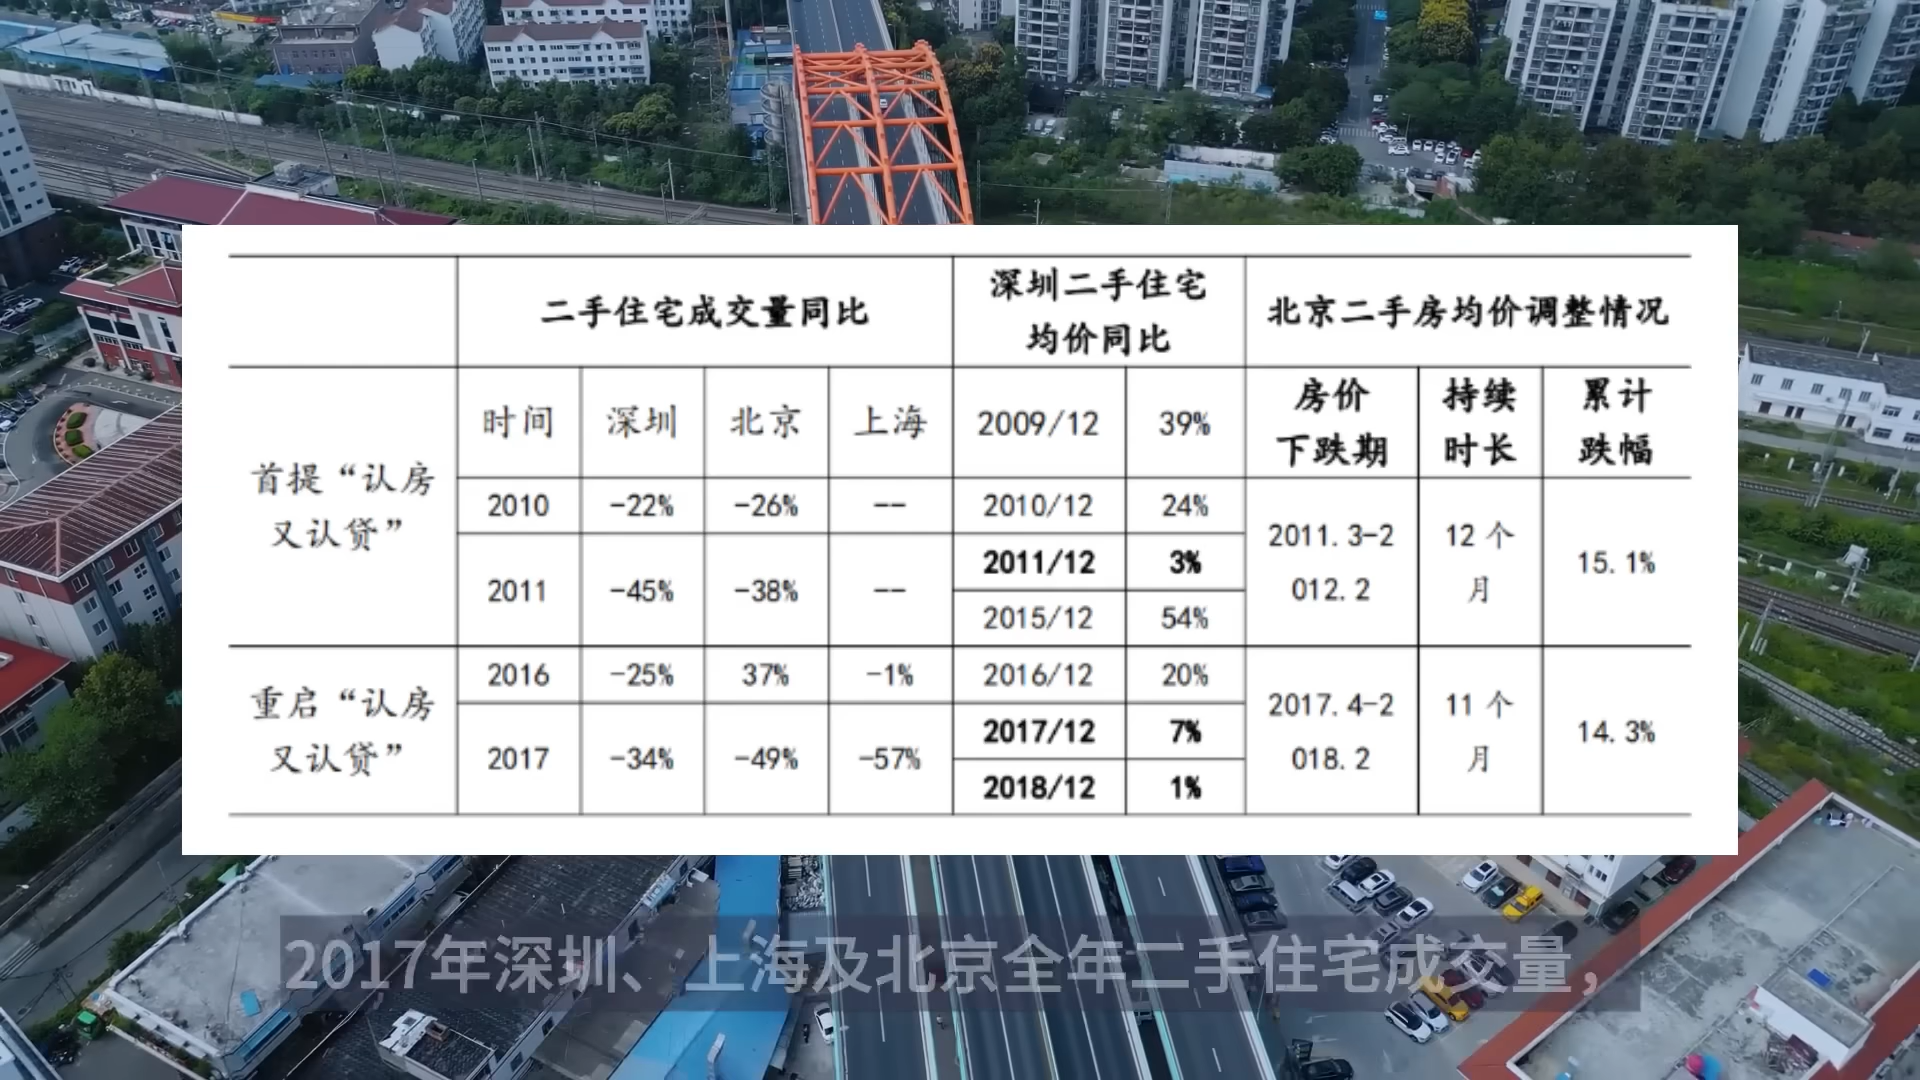 二手住宅成交量同比
深圳二手住宅
均价同比
北京二手房均价调整情况
首提“认房
又认贷”
时间 深圳 北京 上海 2009/12 39%
房价
下跌期
持续
时长
累计
跌幅
2010 -22% -26% -- 2010/12 24%
2011 -45% -38% --
2011/12 3%
2015/12 54%
2011.3-2
012.2
12 个
月
15.1%
重启“认房
又认贷”
2016 -25% 37% -1% 2016/12 20%
2017 -34% -49% -57%
2017/12 7%
2018/12 1%
2017.4-2
018.2
11 个
月
14.3%
2017年深圳、上海及北京全年二手住宅成交量，